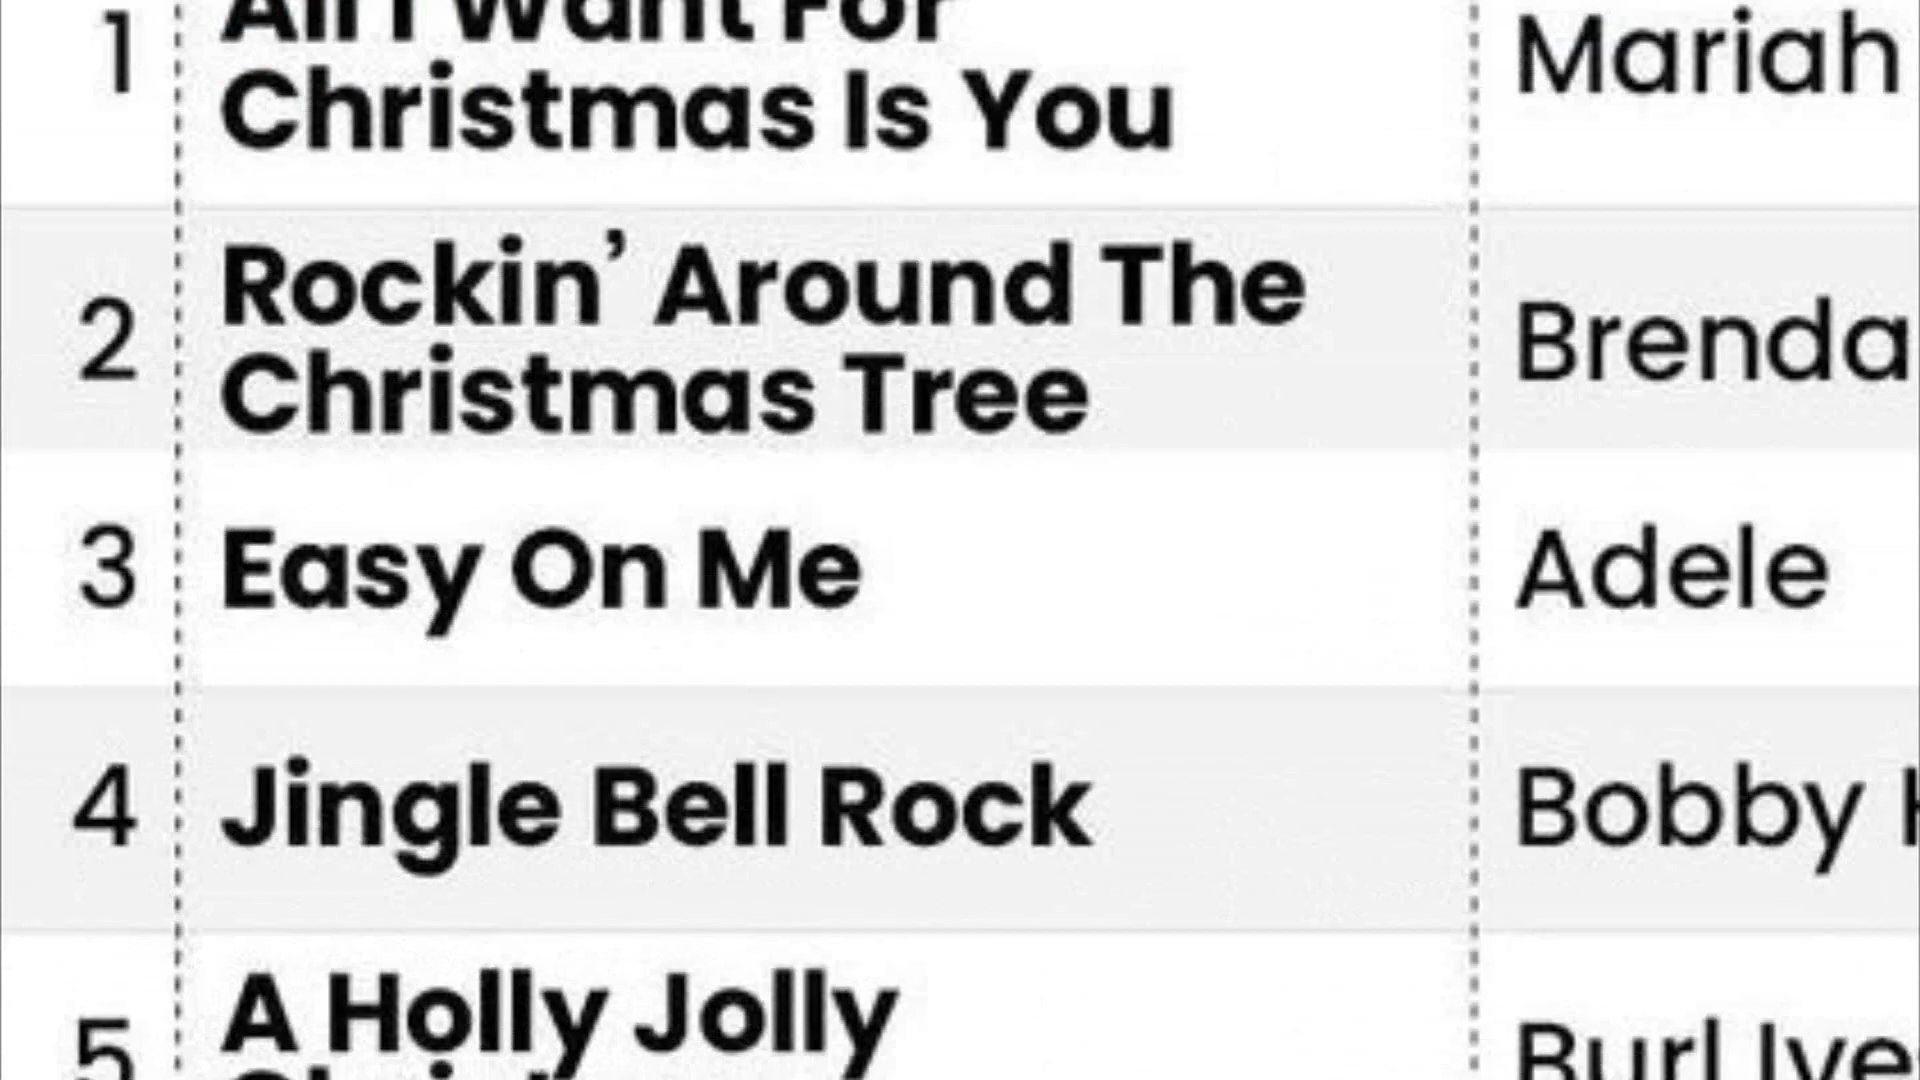 1 All I Want For Christmas Is You Mariah
2 Rockin’ Around The Christmas Tree Brenda
3 Easy On Me Adele
4 Jingle Bell Rock Bobby
5 A Holly Jolly Burl Ives